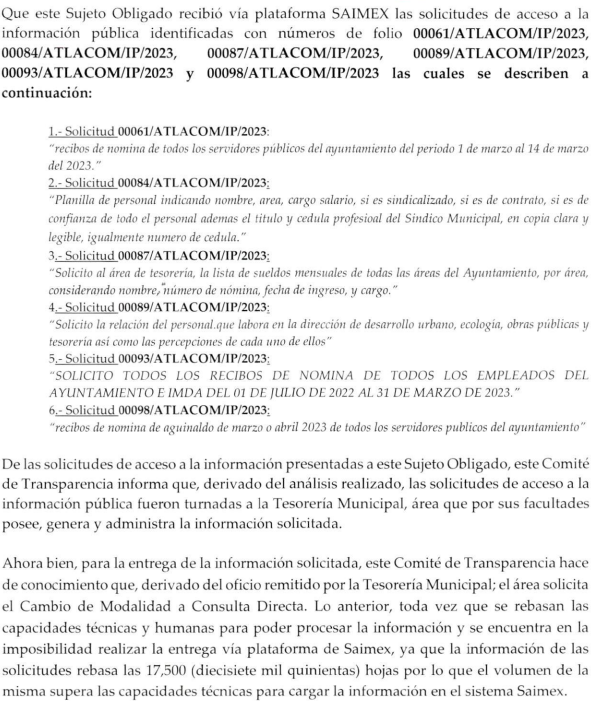 Que este Sujeto Obligado recibió vía plataforma SAIMEX las solicitudes de acceso a la
información pública identificadas con números de folio 00061/ATLACOM/IP/2023,
00084/ATLACOM/IP/2023, 00087/ATLACOM/IP/2023, 00089/ATLACOM/IP/2023,
00093/ATLACOM/IP/2023 y 00098/ATLACOM/IP/2023 las cuales se describen a
continuación:
1.- Solicitud 00061/ATLACOM/IP/2023:
"recibos de nomina de todos los servidores públicos del ayuntamiento del periodo 1 de marzo al 14 de marzo
del 2023."
2.- Solicitud 00084/ATLACOM/IP/2023:
"Planilla de personal indicando nombre, area, cargo salario, si es sindicalizado, si es de contrato, si es de
confianza de todo el personal ademas el titulo y cedula profesioal del Sindico Municipal, en copia clara y
legible, igualmente numero de cedula."
3.- Solicitud 00087/ATLACOM/IP/2023:
"Solicito al área de tesorería, la lista de sueldos mensuales de todas las áreas del Ayuntamiento, por área,
considerando nombre, número de nómina, fecha de ingreso, y cargo."
4.- Solicitud 00089/ATLACOM/IP/2023:
"Solicito la relación del personal.que labora en la dirección de desarrollo urbano, ecología, obras públicas y
tesorería así como las percepciones de cada uno de ellos"
5.- Solicitud 00093/ATLACOM/IP/2023:
"SOLICITO TODOS LOS RECIBOS DE NOMINA DE TODOS LOS EMPLEADOS DEL
AYUNTAMIENTO E IMDA DEL 01 DE JULIO DE 2022 AL 31 DE MARZO DE 2023."
6.- Solicitud 00098/ATLACOM/IP/2023:
"recibos de nomina de aguinaldo de marzo o abril 2023 de todos los servidores publicos del ayuntamiento"
De las solicitudes de acceso a la información presentadas a este Sujeto Obligado, este Comité
de Transparencia informa que, derivado del análisis realizado, las solicitudes de acceso a la
información pública fueron turnadas a la Tesorería Municipal, área que por sus facultades
posee, genera y administra la información solicitada.
Ahora bien, para la entrega de la información solicitada, este Comité de Transparencia hace
de conocimiento que, derivado del oficio remitido por la Tesorería Municipal; el área solicita
el Cambio de Modalidad a Consulta Directa. Lo anterior, toda vez que se rebasan las
capacidades técnicas y humanas para poder procesar la información y se encuentra en la
imposibilidad realizar la entrega vía plataforma de Saimex, ya que la información de las
solicitudes rebasa las 17,500 (diecisiete mil quinientas) hojas por lo que el volumen de la
misma supera las capacidades técnicas para cargar la información en el sistema Saimex.